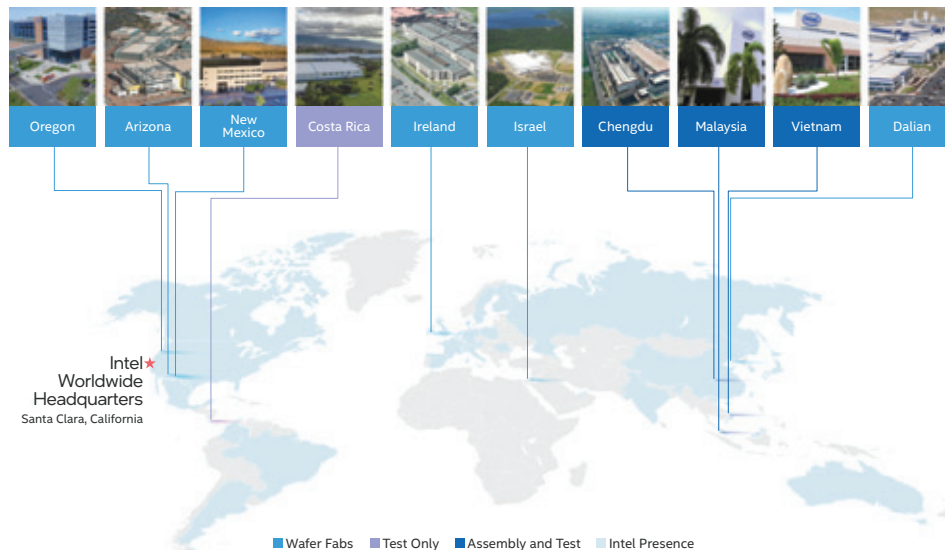 Oregon
Arizona
New
Mexico
Costa Rica
Ireland
Israel
Chengdu
Malaysia
Vietnam
Dalian
Intel
Worldwide
Headquarters
Santa Clara, California
Wafer Fabs
Test Only
Assembly and Test
Intel Presence